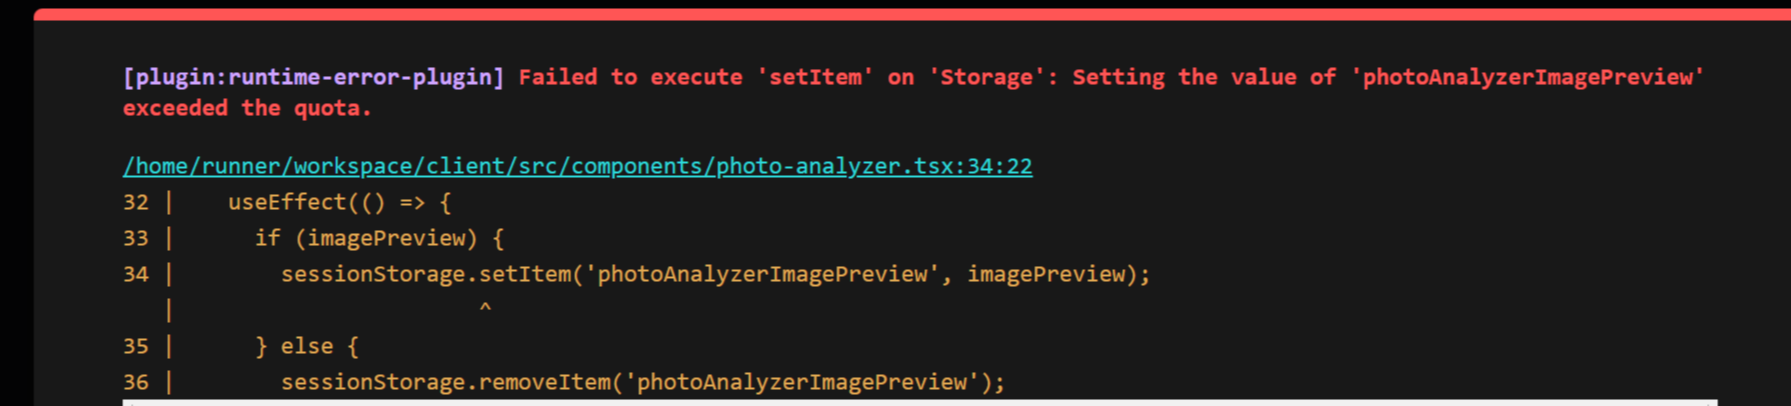 [plugin:runtime-error-plugin] Failed to execute 'setItem' on 'Storage': Setting the value of 'photoAnalyzerImagePreview'
exceeded the quota.
/home/runner/workspace/client/src/components/photo-analyzer.tsx:34:22
32 |    useEffect(() => {
33 |      if (imagePreview) {
34 |        sessionStorage.setItem('photoAnalyzerImagePreview', imagePreview);
   |                       ^
35 |      } else {
36 |        sessionStorage.removeItem('photoAnalyzerImagePreview');